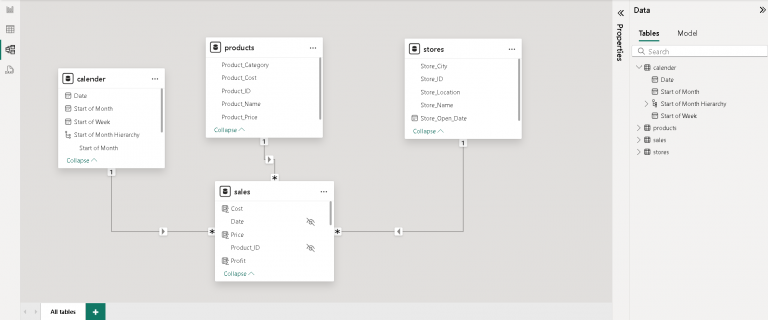 calender
Date
Start of Month
Start of Week
Start of Month Hierarchy
Start of Month
Collapse
products
Product_Category
Product_Cost
Product_ID
Product_Name
Product_Price
Collapse
stores
Store_City
Store_ID
Store_Location
Store_Name
Store_Open_Date
Collapse
1
1
1
*
*
*
sales
Cost
Date
Price
Product_ID
Profit
Collapse
All tables
+
Properties
Data
Tables Model
Search
calender
Date
Start of Month
Start of Month Hierarchy
Start of Week
products
sales
stores